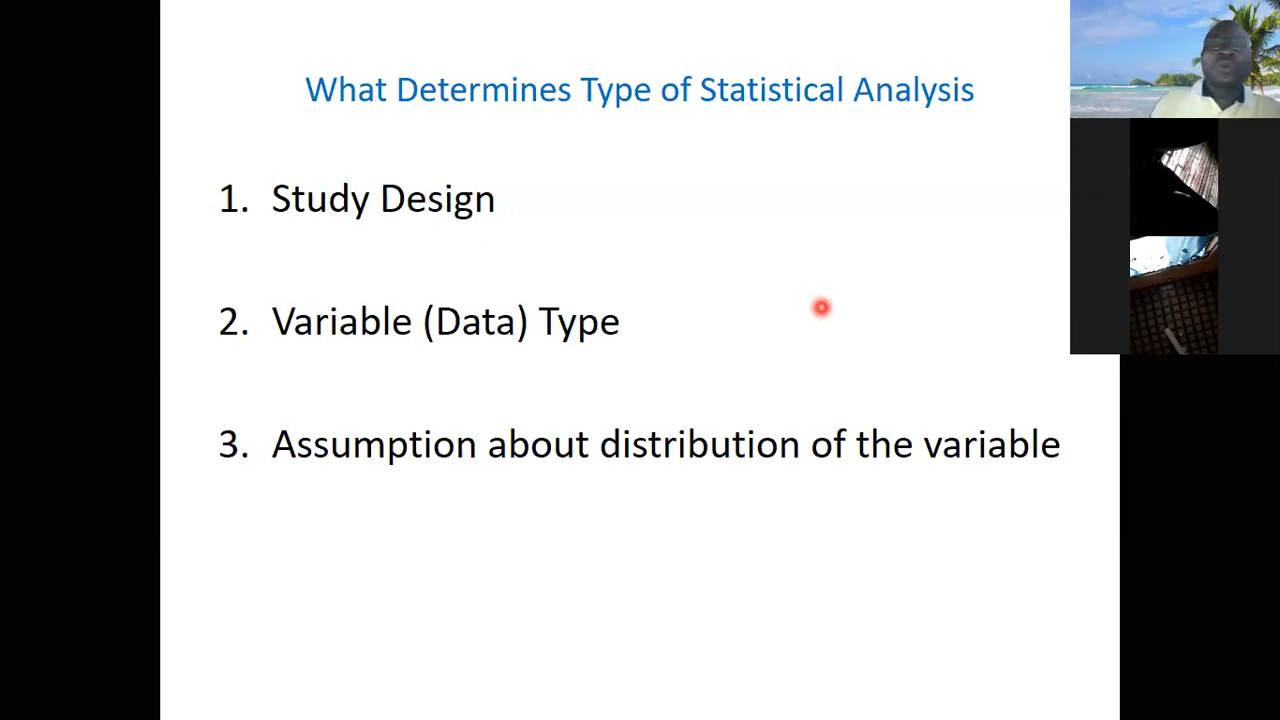 What Determines Type of Statistical Analysis
1. Study Design
2. Variable (Data) Type
3. Assumption about distribution of the variable